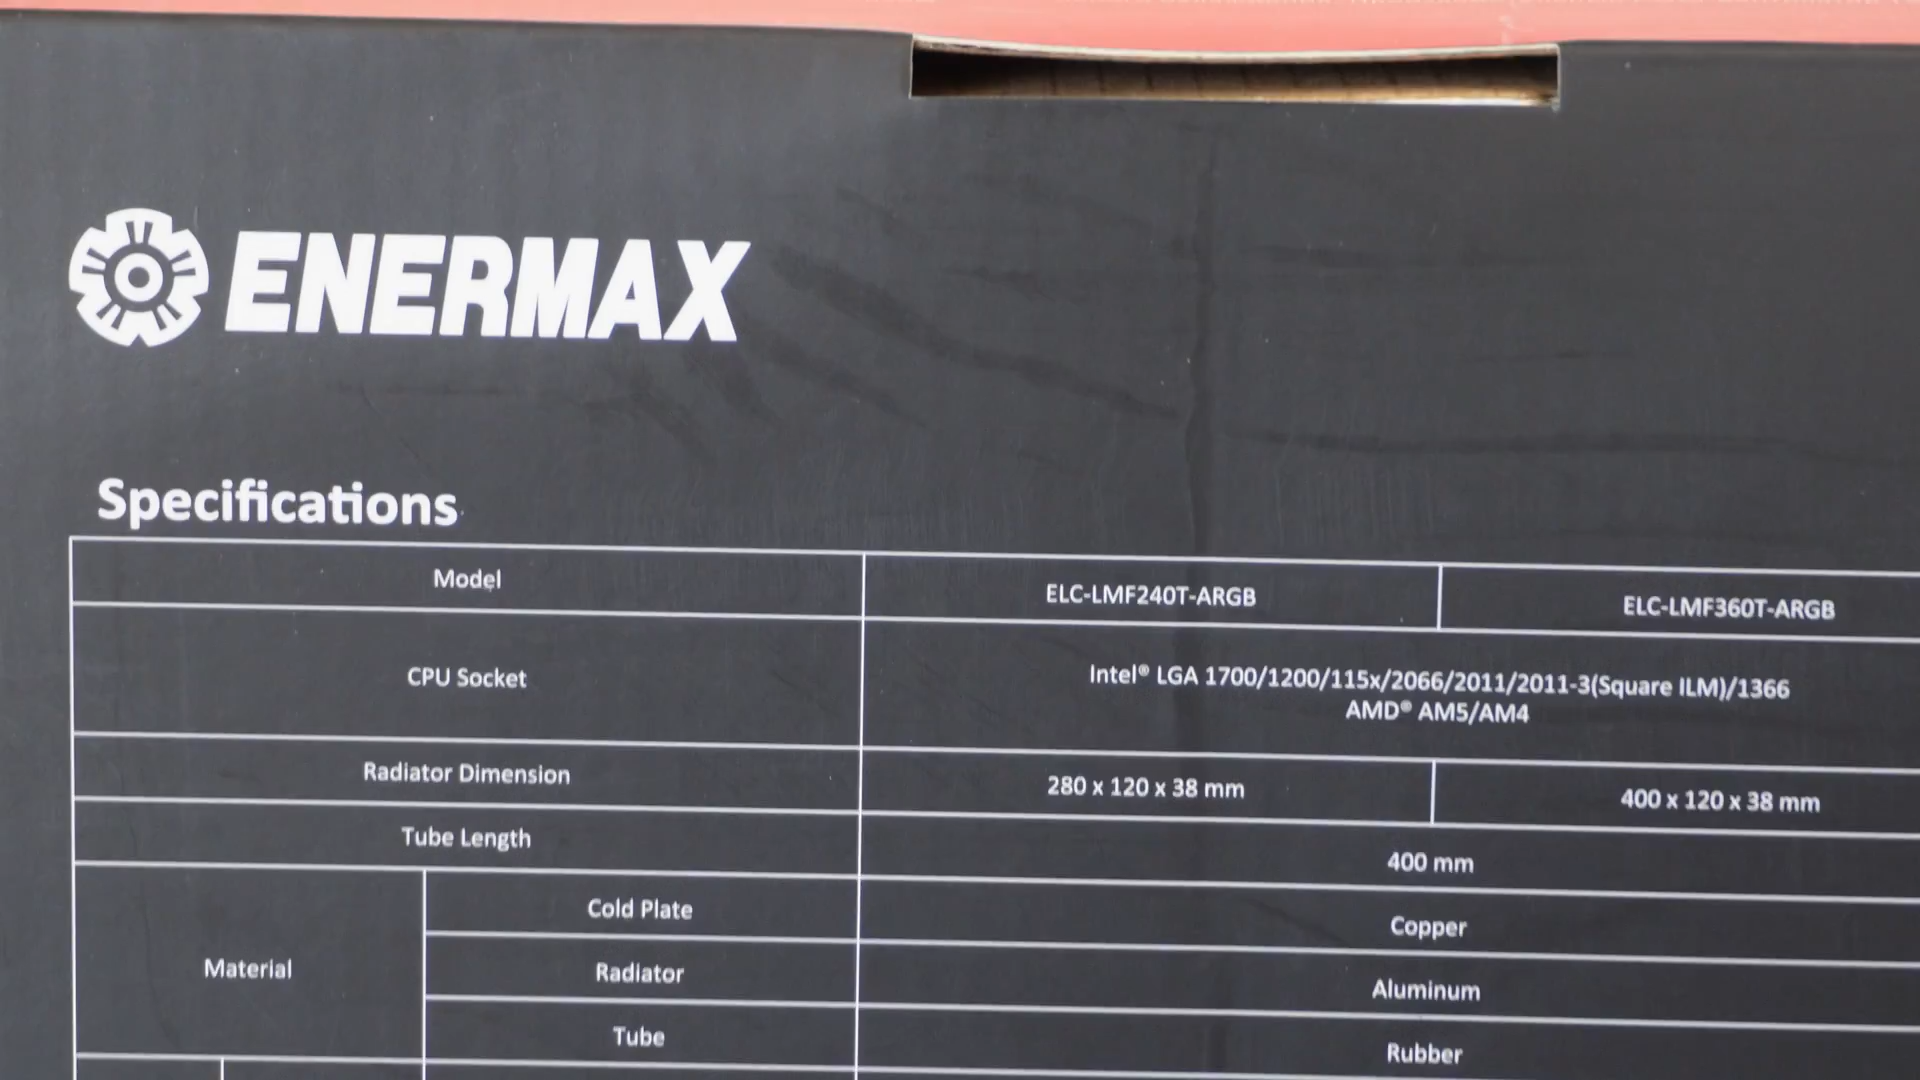 ENERMAX
Specifications
Model
ELC-LMF240T-ARGB
ELC-LMF360T-ARGB
CPU Socket
Intel® LGA 1700/1200/115x/2066/2011/2011-3(Square ILM)/1366
AMD® AM5/AM4
Radiator Dimension
280 x 120 x 38 mm
400 x 120 x 38 mm
Tube Length
400 mm
Material
Cold Plate
Copper
Radiator
Aluminum
Tube
Rubber